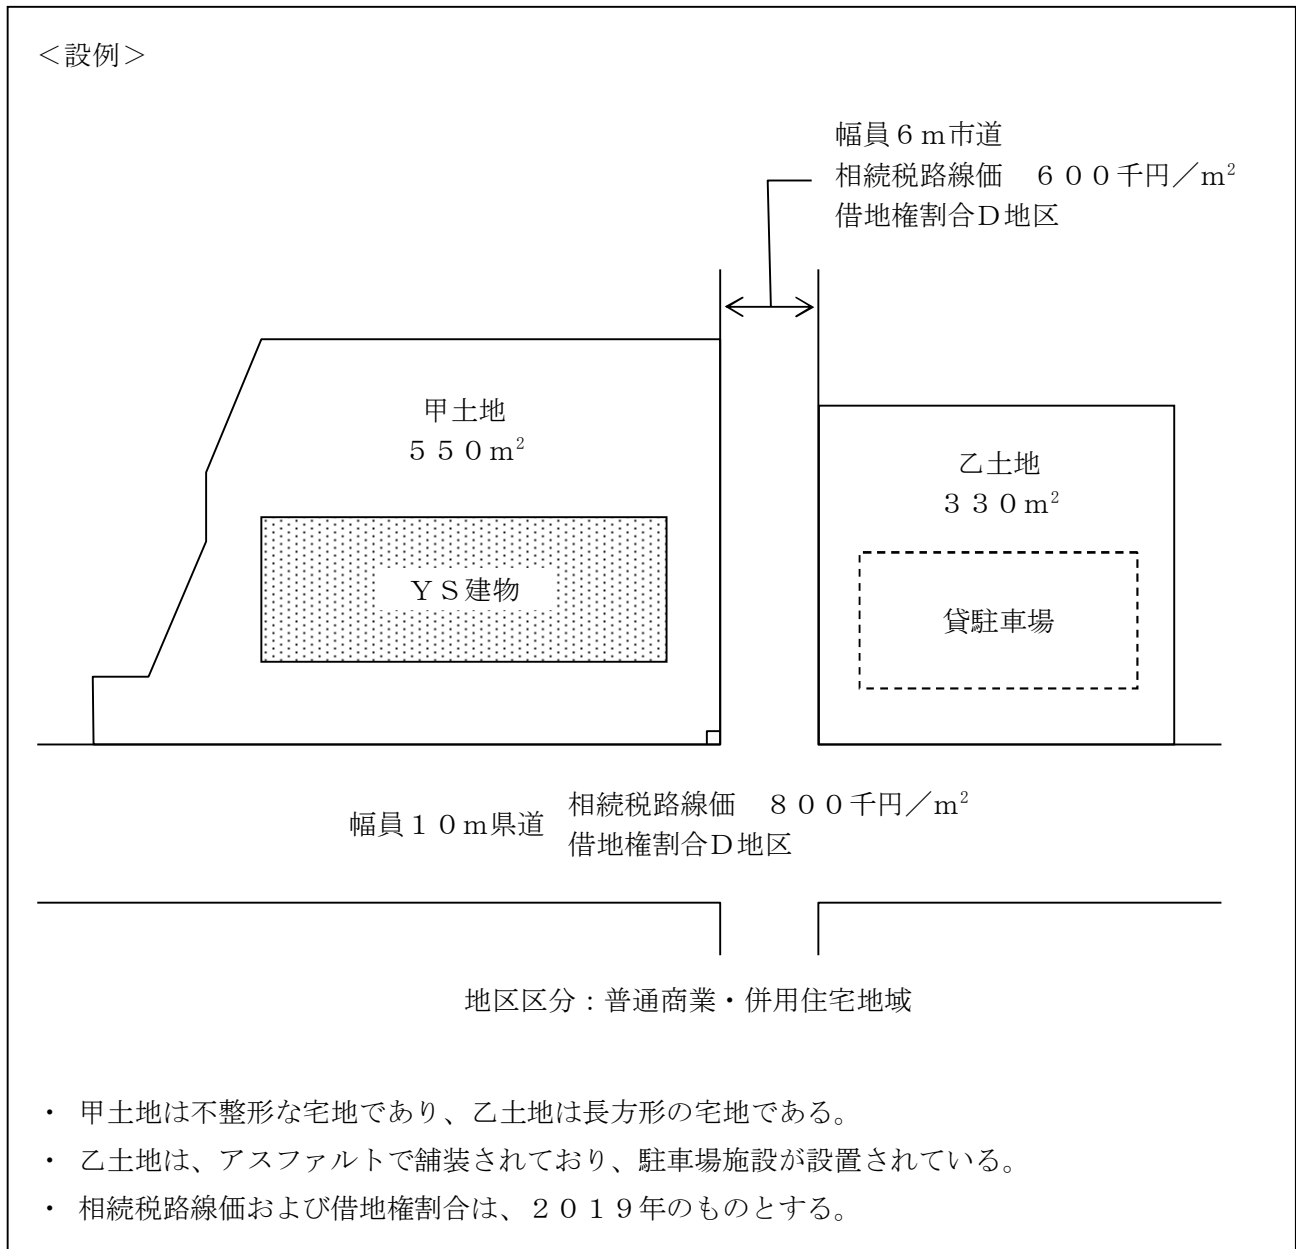 ＜設例＞
幅員６ｍ市道
相続税路線価　６００千円／ｍ²
借地権割合Ｄ地区
甲土地
５５０ｍ²
乙土地
３３０ｍ²
ＹＳ建物
貸駐車場
幅員１０ｍ県道
相続税路線価　８００千円／ｍ²
借地権割合Ｄ地区
地区区分：普通商業・併用住宅地域
・ 甲土地は不整形な宅地であり、乙土地は長方形の宅地である。
・ 乙土地は、アスファルトで舗装されており、駐車場施設が設置されている。
・ 相続税路線価および借地権割合は、２０１９年のものとする。